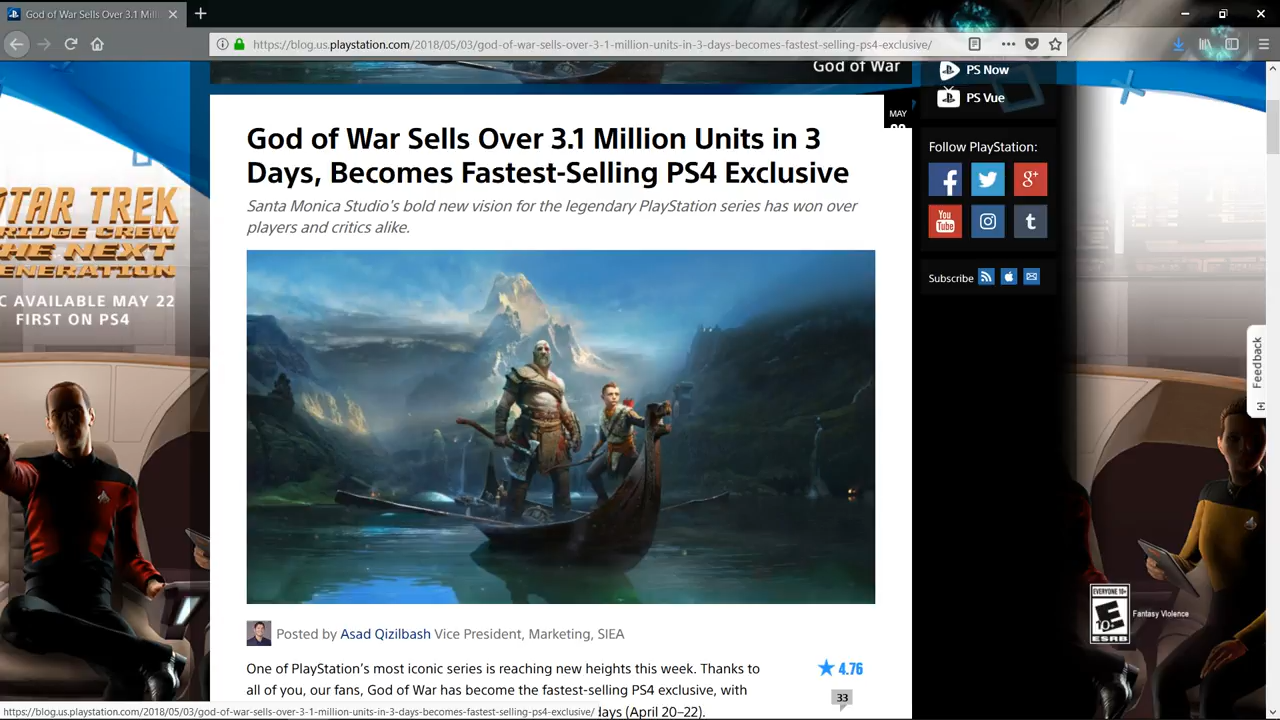 God of War Sells Over 3.1 Mill
https://blog.us.playstation.com/2018/05/03/god-of-war-sells-over-3-1-million-units-in-3-days-becomes-fastest-selling-ps4-exclusive/
God of War
PS Now
PS Vue
MAY
God of War Sells Over 3.1 Million Units in 3
Days, Becomes Fastest-Selling PS4 Exclusive
Santa Monica Studio's bold new vision for the legendary PlayStation series has won over
players and critics alike.
Follow PlayStation:
f
g+
You
Tube
t
Subscribe
TAR TREK
RIDGE CREW
HE NEXT
ENERATION
C AVAILABLE MAY 22
FIRST ON PS4
Feedback
EVERYONE 10+
E
10+
ESRB
Fantasy Violence
Posted by Asad Qizilbash Vice President, Marketing, SIEA
One of PlayStation's most iconic series is reaching new heights this week. Thanks to
all of you, our fans, God of War has become the fastest-selling PS4 exclusive, with
days (April 20–22).
4.76
33
https://blog.us.playstation.com/2018/05/03/god-of-war-sells-over-3-1-million-units-in-3-days-becomes-fastest-selling-ps4-exclusive/